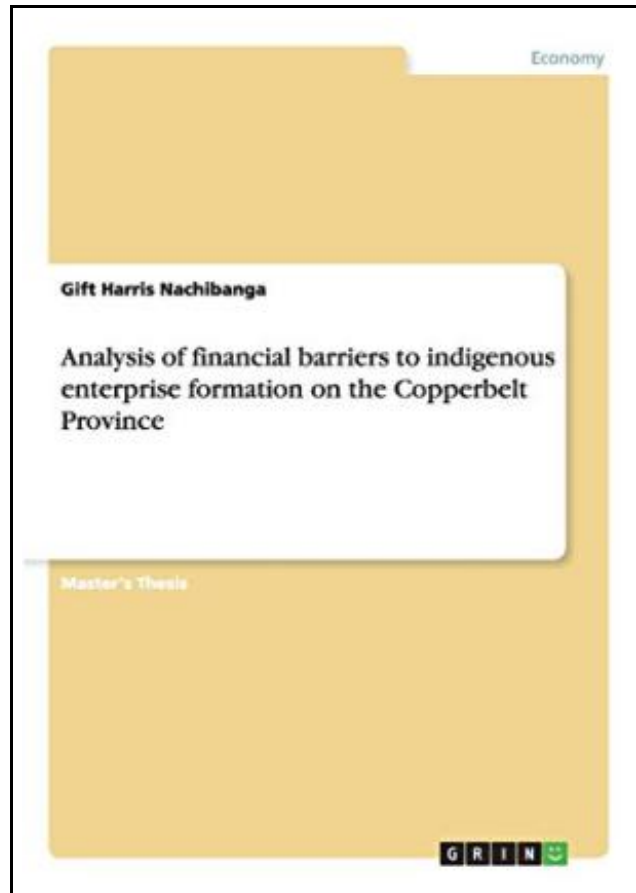 Economy
Gift Harris Nachibanga
Analysis of financial barriers to indigenous
enterprise formation on the Copperbelt
Province
Master's Thesis
GRIN